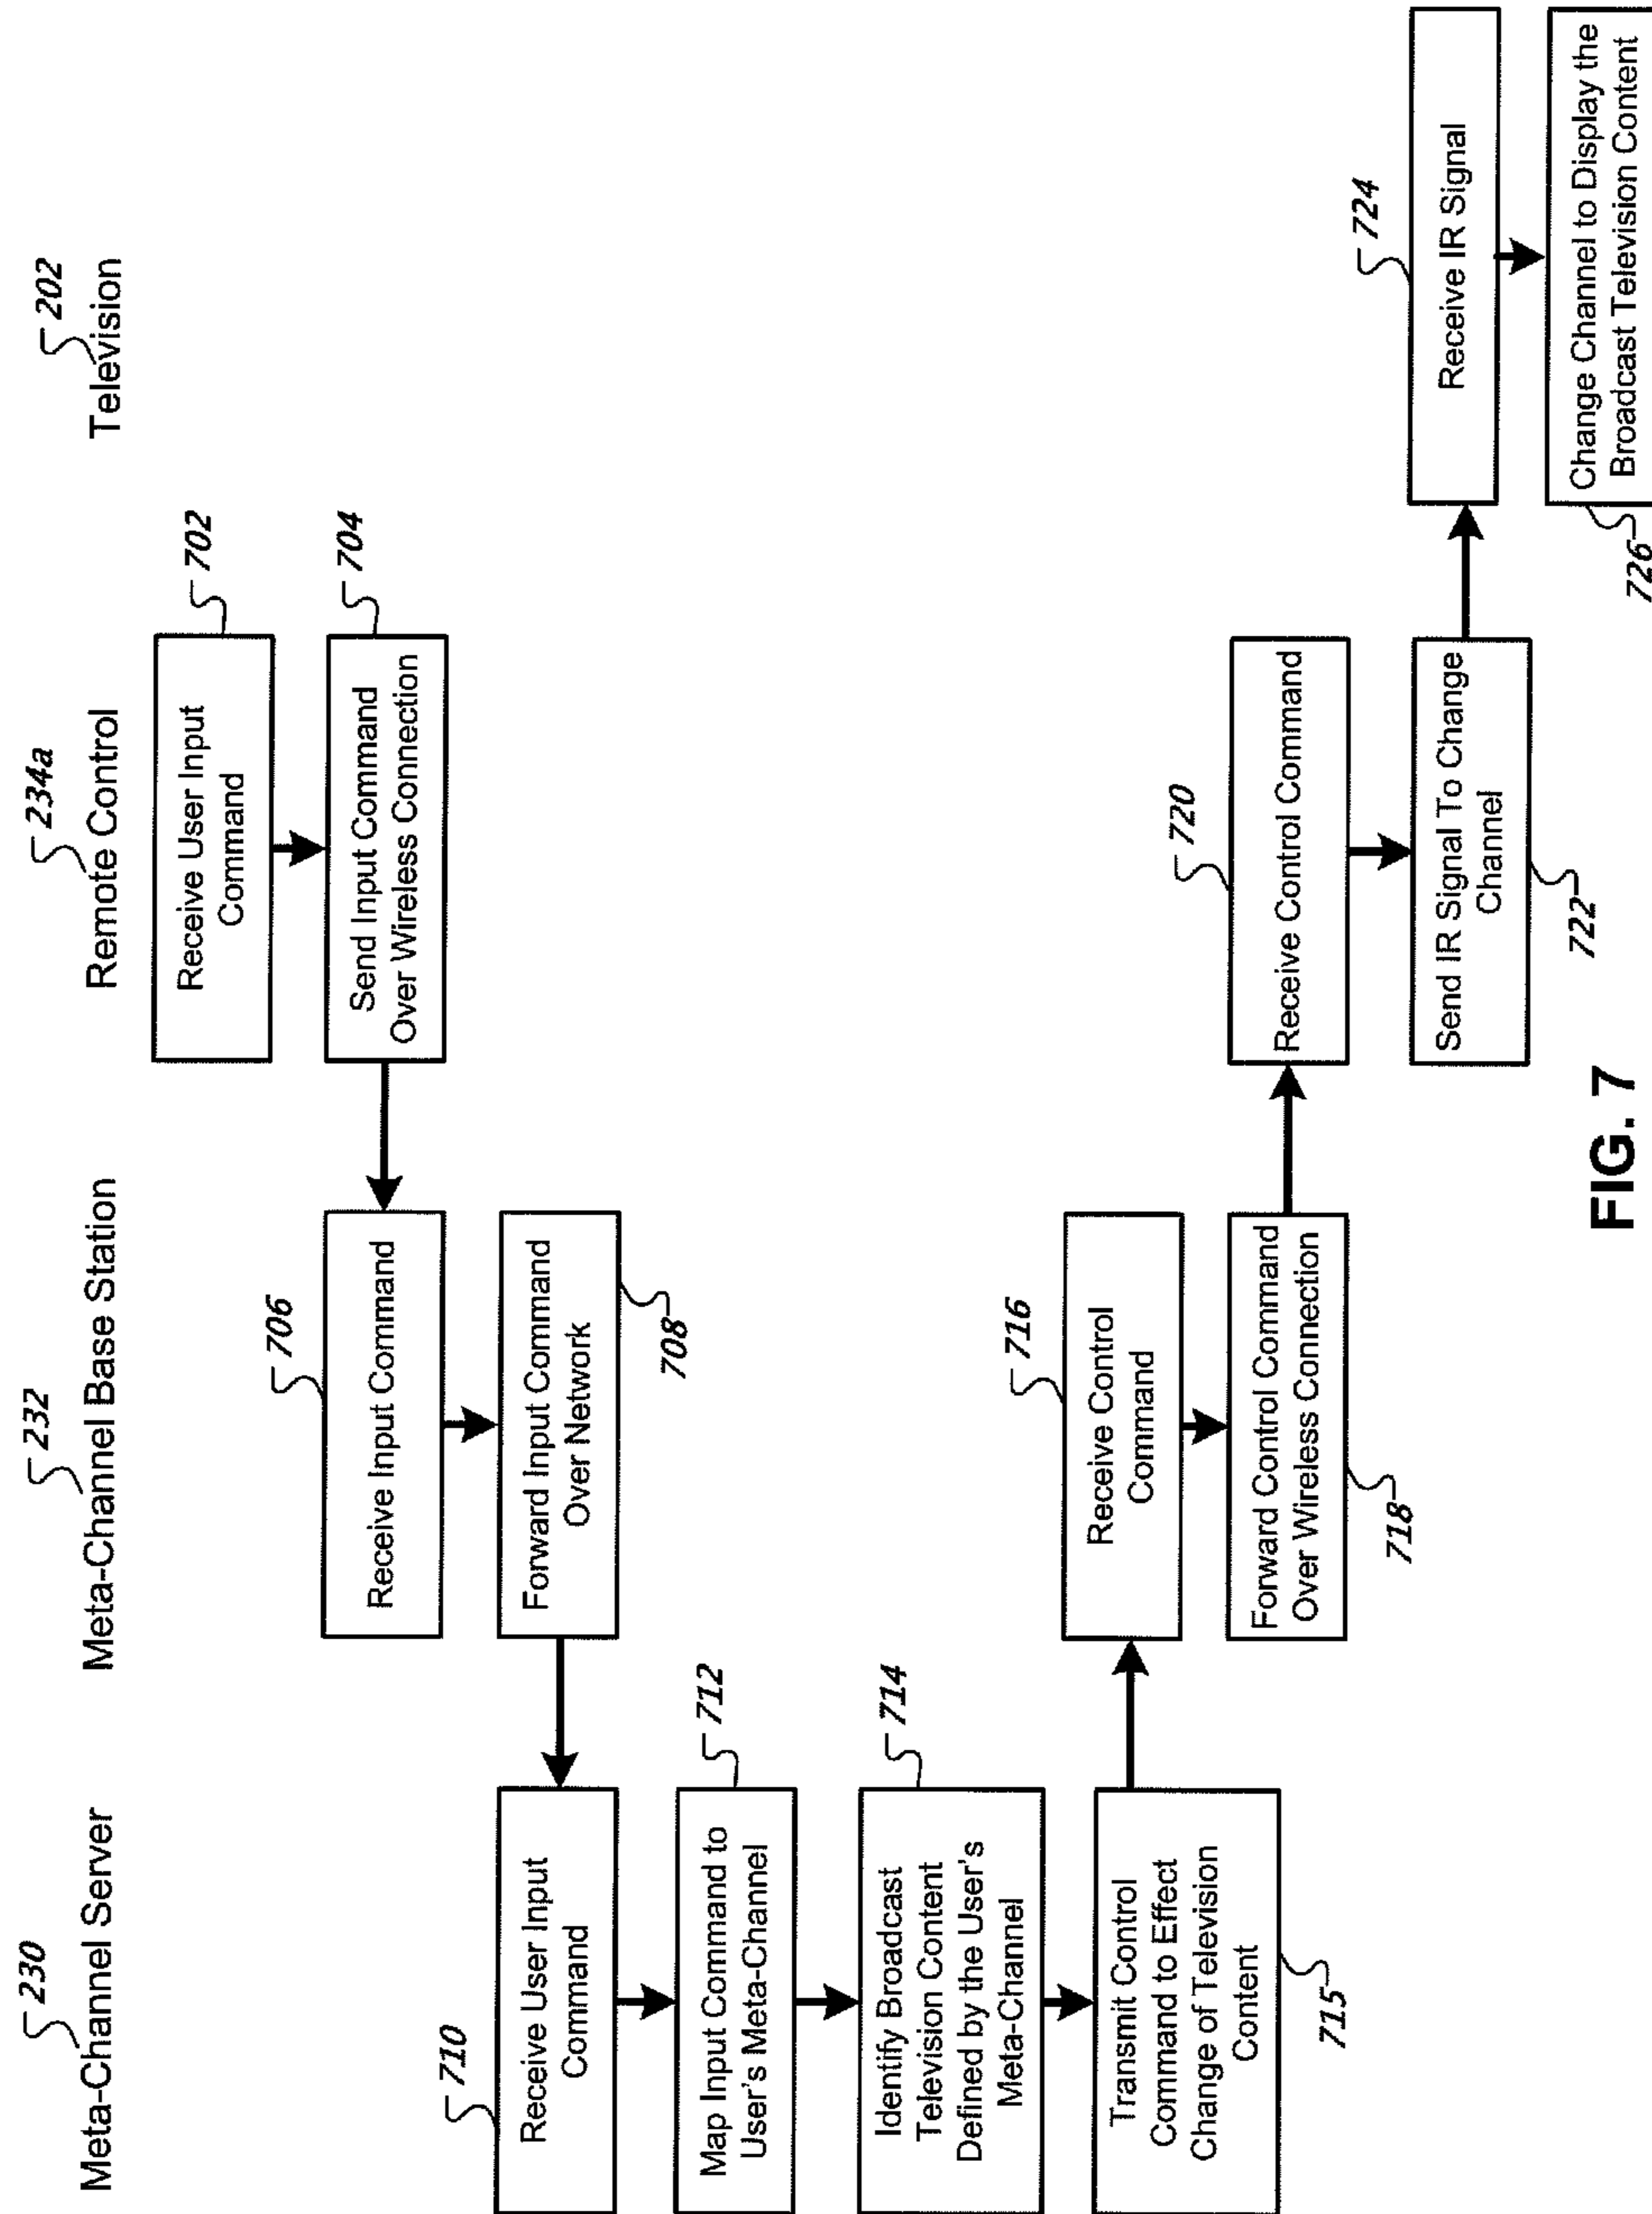 230
Meta-Channel Server
232
Meta-Channel Base Station
234a
Remote Control
202
Television
Receive User Input
Command
702
Send Input Command
Over Wireless Connection
704
706
Receive Input Command
Forward Input Command
Over Network
708
710
Receive User Input
Command
Map Input Command to
User's Meta-Channel
712
Identify Broadcast
Television Content
Defined by the User's
Meta-Channel
714
Transmit Control
Command to Effect
Change of Television
Content
715
Receive Control
Command
716
Forward Control Command
Over Wireless Connection
718
720
Receive Control Command
Send IR Signal To Change
Channel
722
724
Receive IR Signal
Change Channel to Display the
Broadcast Television Content
726
FIG. 7